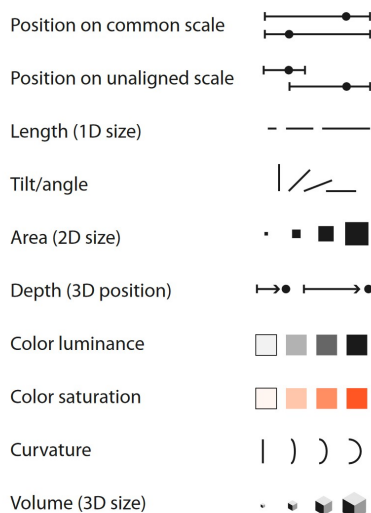 Position on common scale
Position on unaligned scale
Length (1D size)
Tilt/angle
Area (2D size)
Depth (3D position)
Color luminance
Color saturation
Curvature
Volume (3D size)